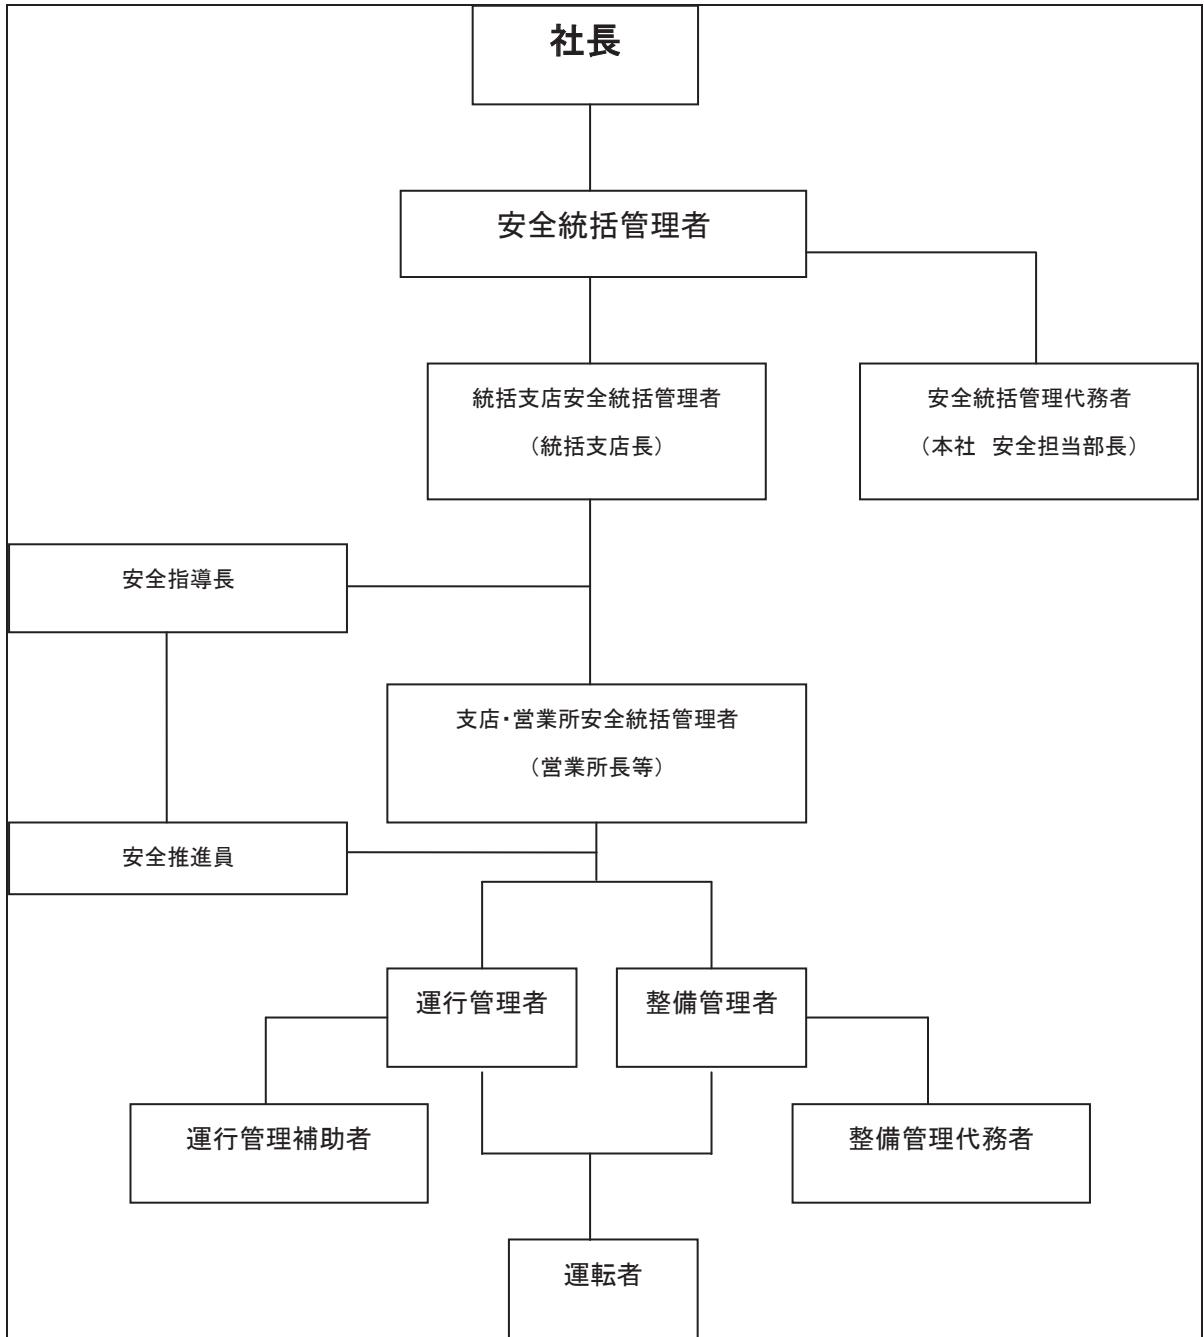 社長
安全統括管理者
統括支店安全統括管理者
（統括支店長）
安全統括管理代務者
（本社　安全担当部長）
安全指導長
支店・営業所安全統括管理者
（営業所長等）
安全推進員
運行管理者
整備管理者
運行管理補助者
整備管理代務者
運転者